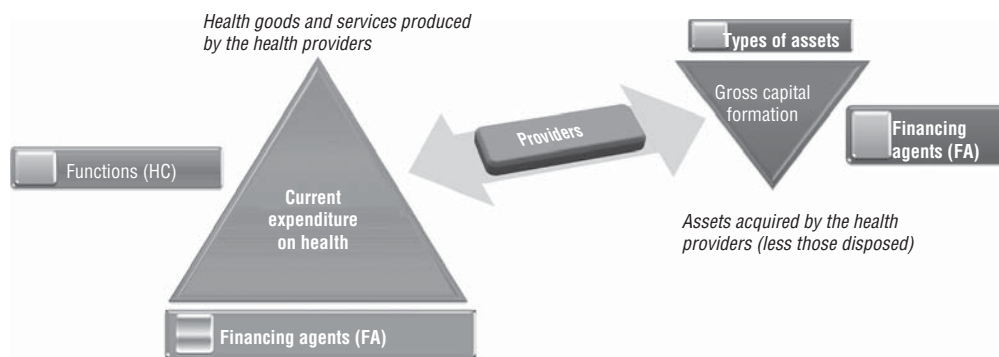 Health goods and services produced
by the health providers
Types of assets
Gross capital
formation
Providers
Financing
agents (FA)
Functions (HC)
Current
expenditure
on health
Assets acquired by the health
providers (less those disposed)
Financing agents (FA)